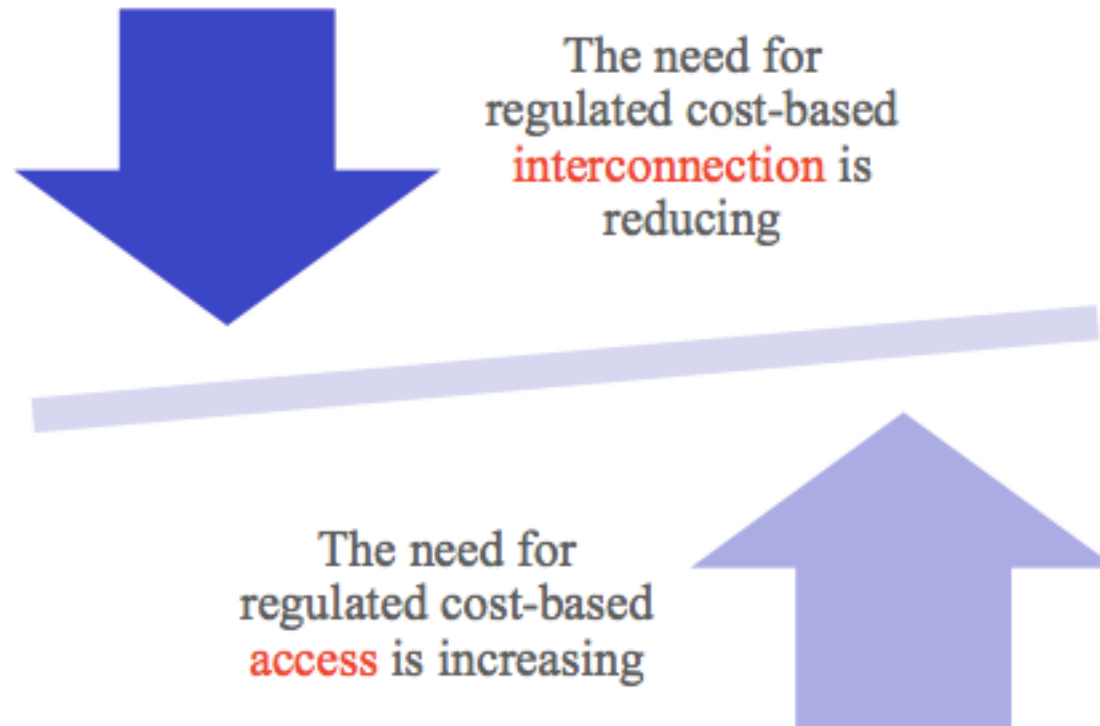 The need for
regulated cost-based
interconnection is
reducing
The need for
regulated cost-based
access is increasing